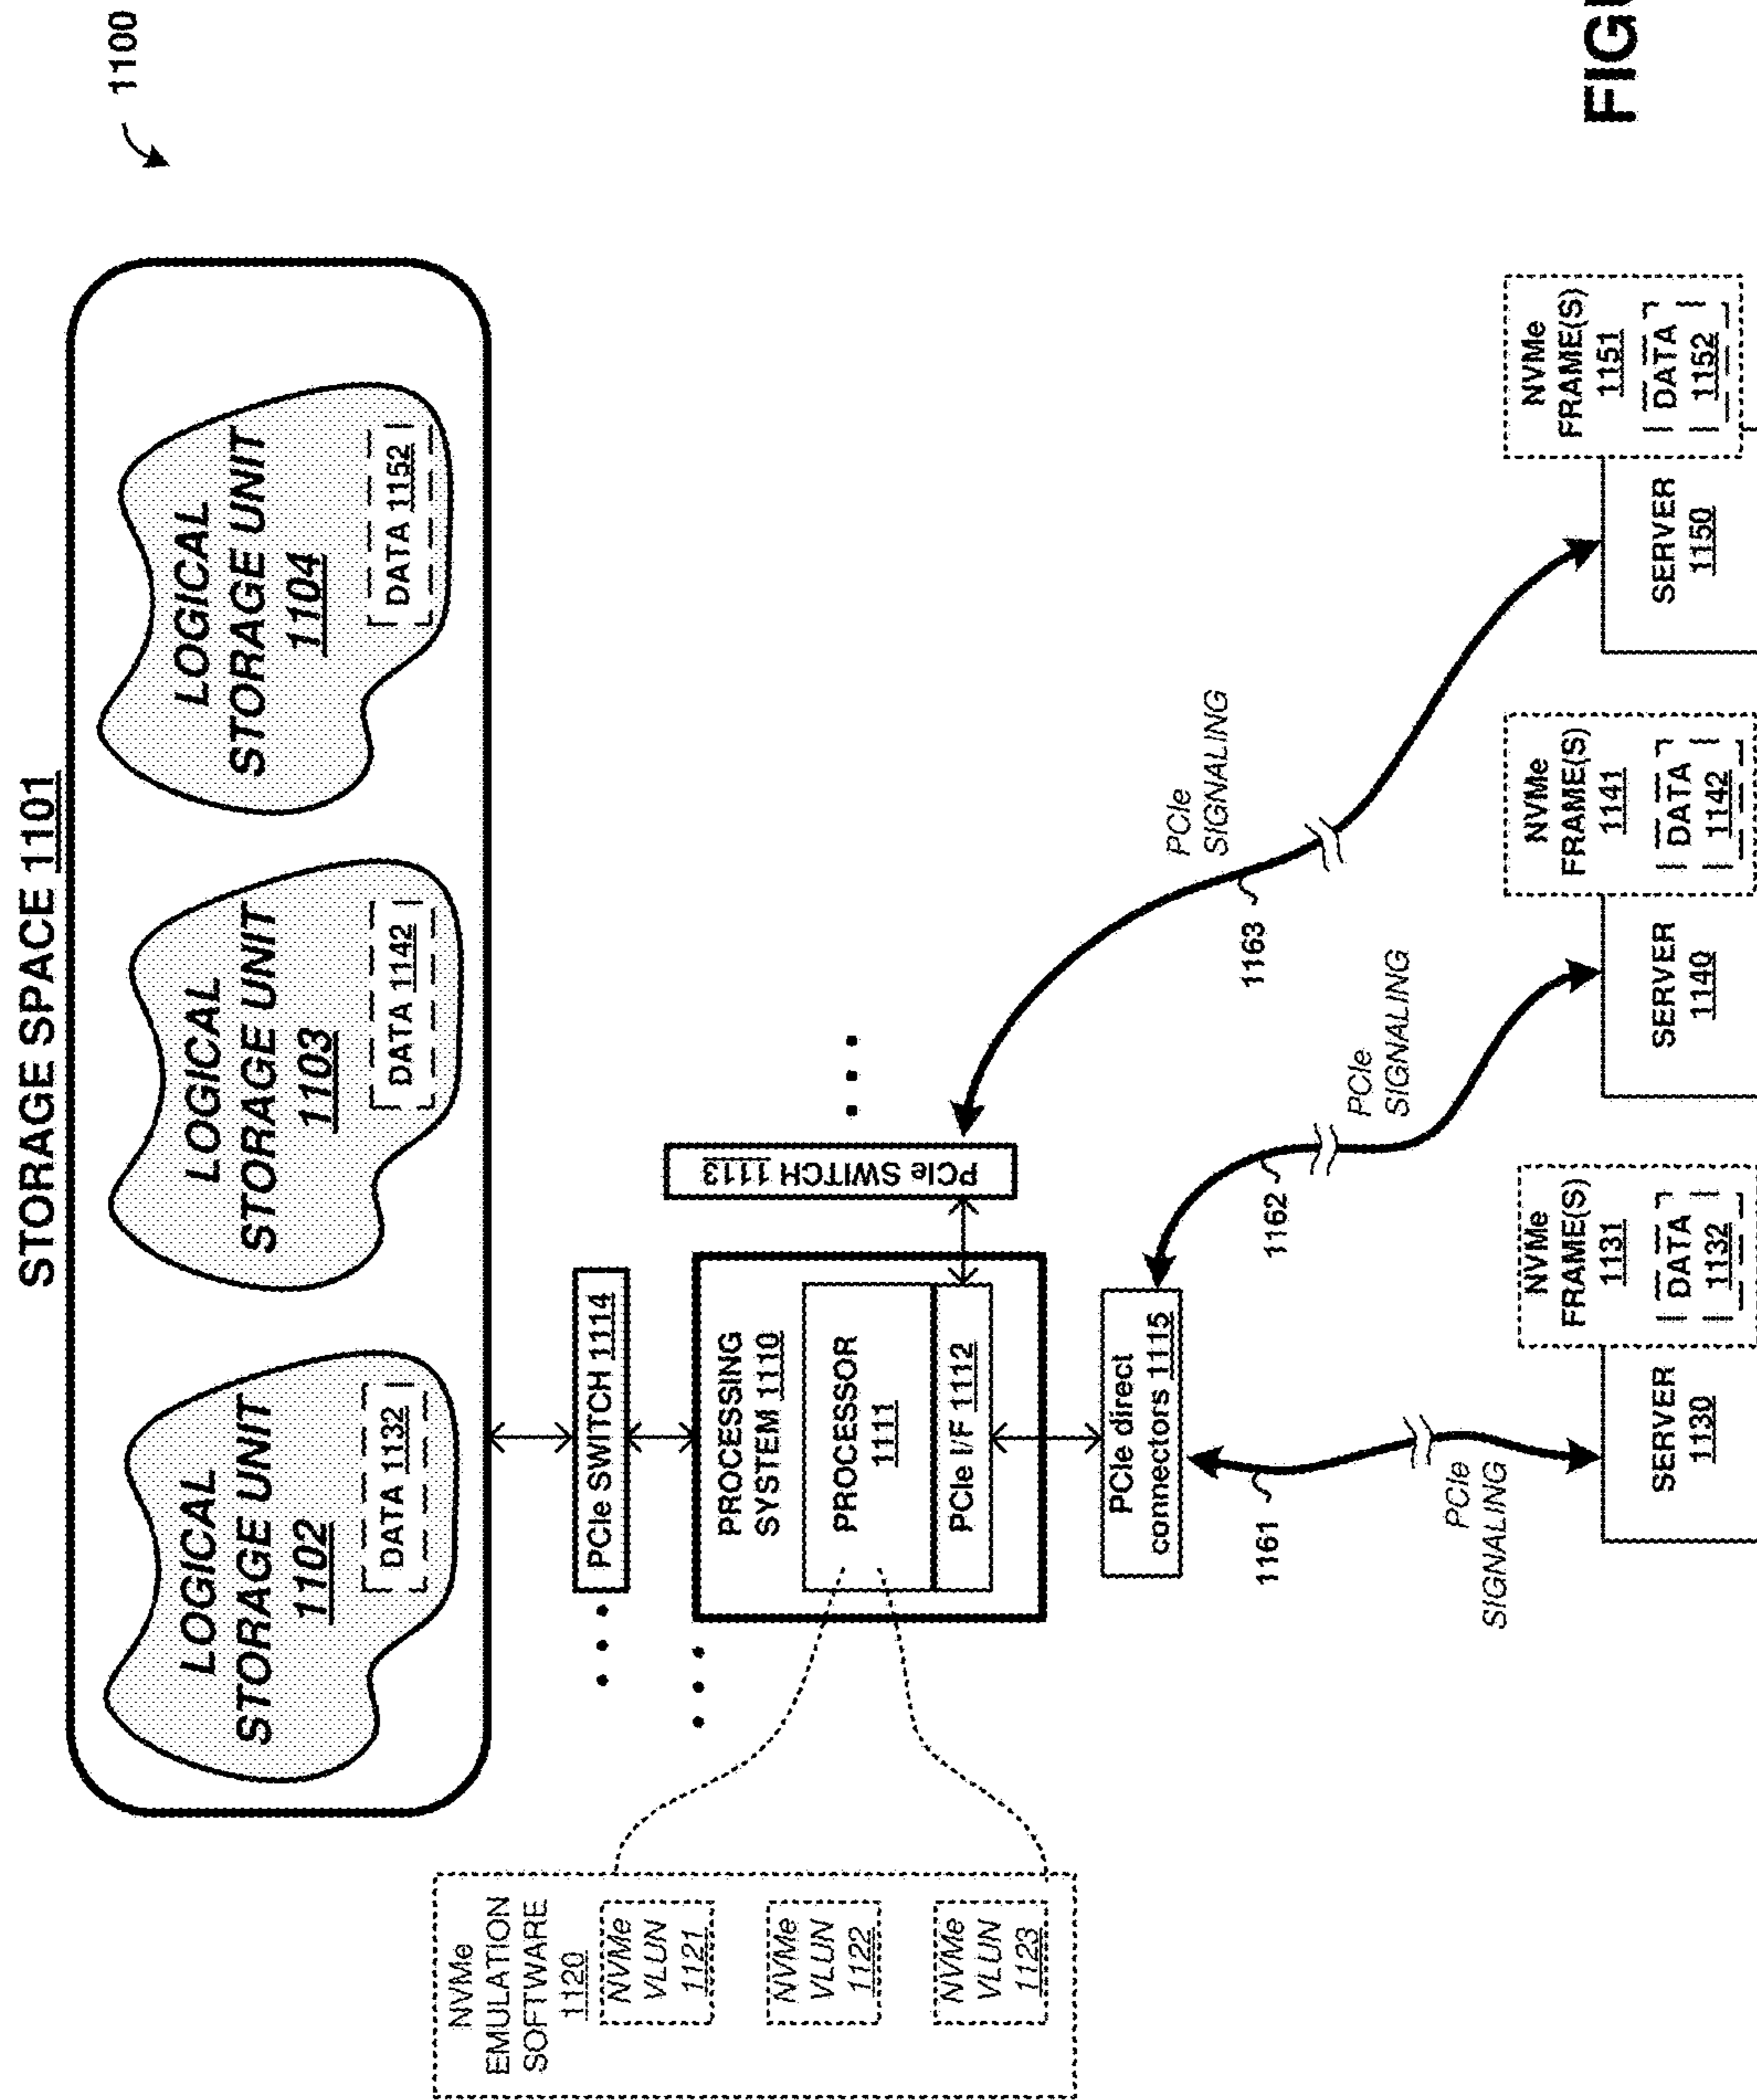 1100
STORAGE SPACE 1101
LOGICAL
STORAGE UNIT
1102
DATA 1132
LOGICAL
STORAGE UNIT
1103
DATA 1142
LOGICAL
STORAGE UNIT
1104
DATA 1152
PCIe SWITCH 1114
NVMe
EMULATION
SOFTWARE
1120
NVMe
VLUN
1121
NVMe
VLUN
1122
NVMe
VLUN
1123
PROCESSING
SYSTEM 1110
PROCESSOR
1111
PCIe I/F 1112
PCIe SWITCH 1113
PCIe direct
connectors 1115
1161
PCIe
SIGNALING
1162
PCIe
SIGNALING
1163
PCIe
SIGNALING
SERVER
1130
NVMe
FRAME(S)
1131
DATA
1132
SERVER
1140
NVMe
FRAME(S)
1141
DATA
1142
SERVER
1150
NVMe
FRAME(S)
1151
DATA
1152